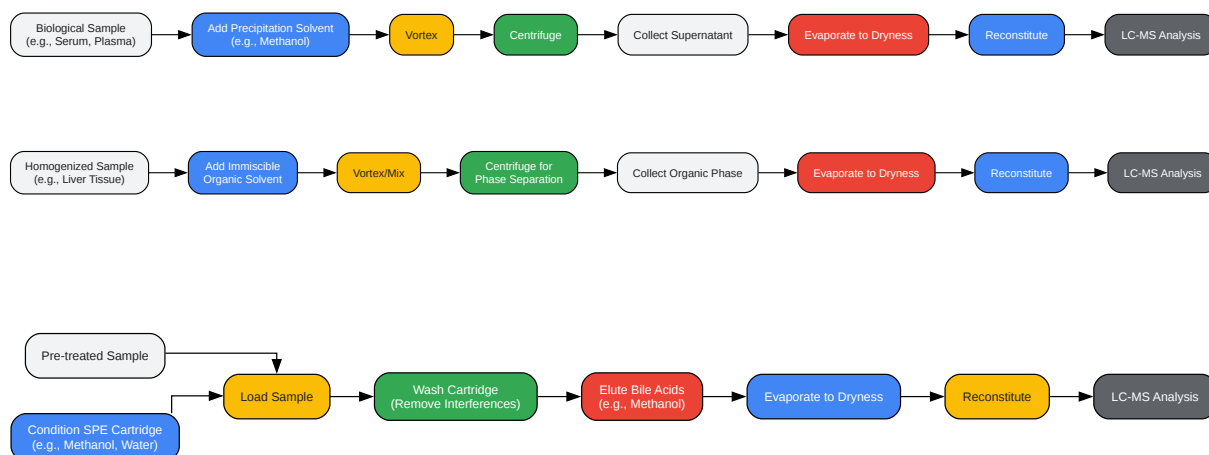 Biological Sample
(e.g., Serum, Plasma)
Add Precipitation Solvent
(e.g., Methanol)
Vortex
Centrifuge
Collect Supernatant
Evaporate to Dryness
Reconstitute
LC-MS Analysis
Homogenized Sample
(e.g., Liver Tissue)
Add Immiscible
Organic Solvent
Vortex/Mix
Centrifuge for
Phase Separation
Collect Organic Phase
Evaporate to Dryness
Reconstitute
LC-MS Analysis
Pre-treated Sample
Condition SPE Cartridge
(e.g., Methanol, Water)
Load Sample
Wash Cartridge
(Remove Interferences)
Elute Bile Acids
(e.g., Methanol)
Evaporate to Dryness
Reconstitute
LC-MS Analysis